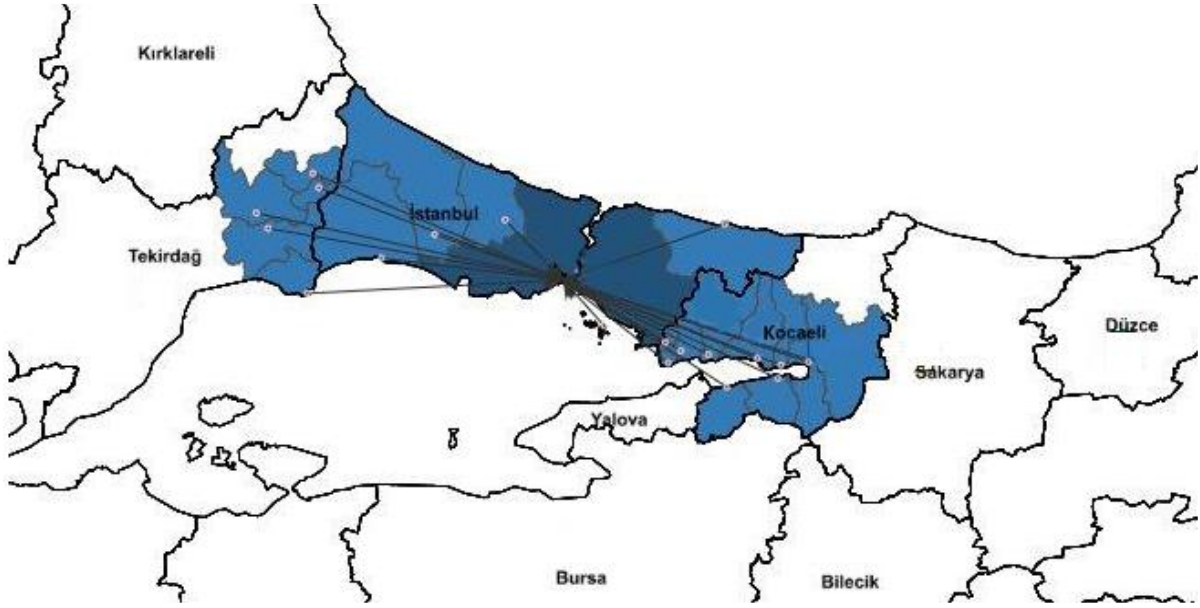 Kırklareli
İstanbul
Tekirdağ
Kocaeli
Düzce
Sakarya
Yalova
Bursa
Bilecik